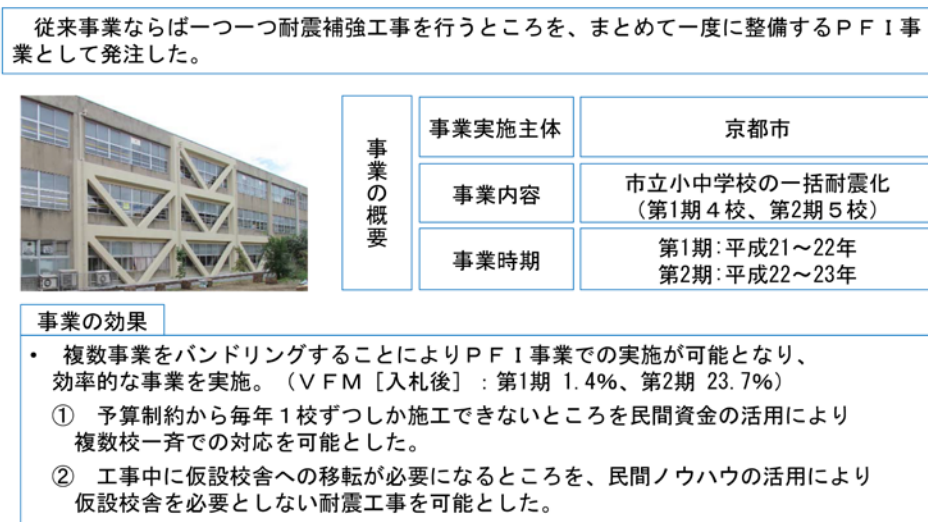 従来事業ならば一つ一つ耐震補強工事を行うところを、まとめて一度に整備するＰＦＩ事
業として発注した。
事業の概要
事業実施主体
京都市
事業内容
市立小中学校の一括耐震化
（第1期４校、第2期５校）
事業時期
第1期：平成21～22年
第2期：平成22～23年
事業の効果
・ 複数事業をバンドリングすることによりＰＦＩ事業での実施が可能となり、
効率的な事業を実施。（ＶＦＭ［入札後］：第1期 1.4%、第2期 23.7%）
① 予算制約から毎年１校ずつしか施工できないところを民間資金の活用により
複数校一斉での対応を可能とした。
② 工事中に仮設校舎への移転が必要になるところを、民間ノウハウの活用により
仮設校舎を必要としない耐震工事を可能とした。